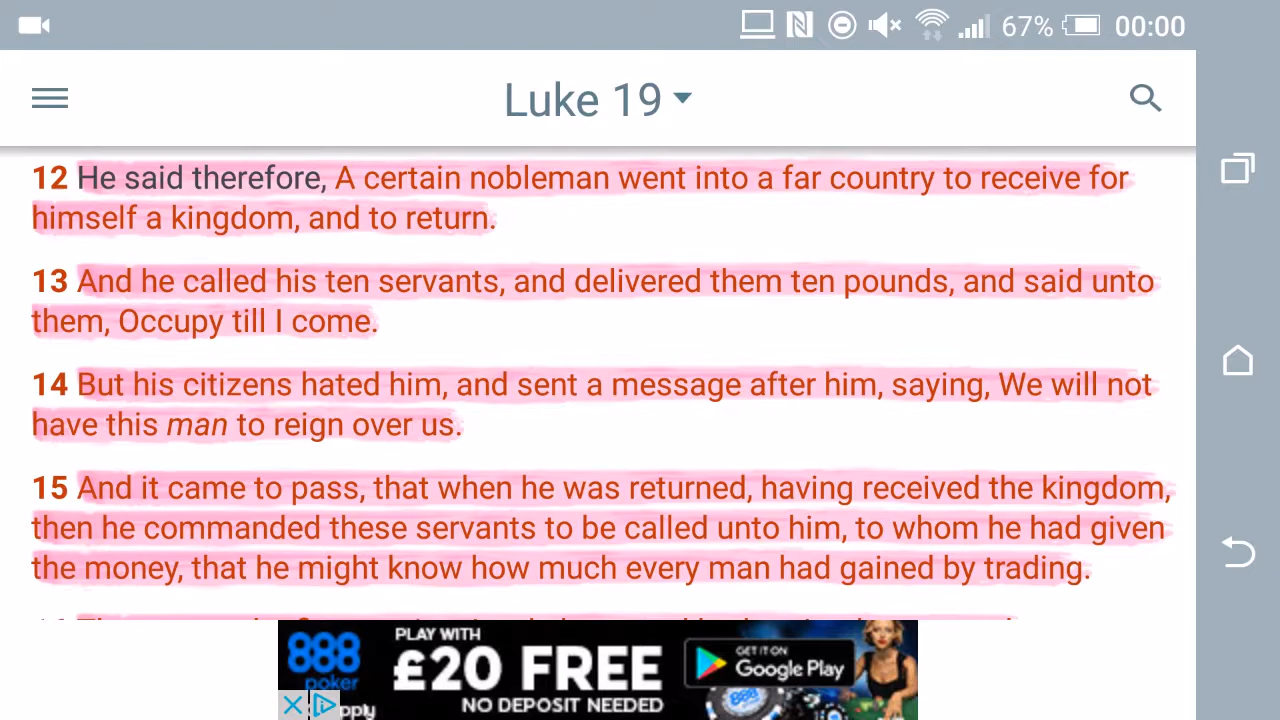 67% 00:00
Luke 19
12 He said therefore, A certain nobleman went into a far country to receive for
himself a kingdom, and to return.
13 And he called his ten servants, and delivered them ten pounds, and said unto
them, Occupy till I come.
14 But his citizens hated him, and sent a message after him, saying, We will not
have this man to reign over us.
15 And it came to pass, that when he was returned, having received the kingdom,
then he commanded these servants to be called unto him, to whom he had given
the money, that he might know how much every man had gained by trading.
888
poker
PLAY WITH
£20 FREE
NO DEPOSIT NEEDED
GET IT ON
Google Play
888